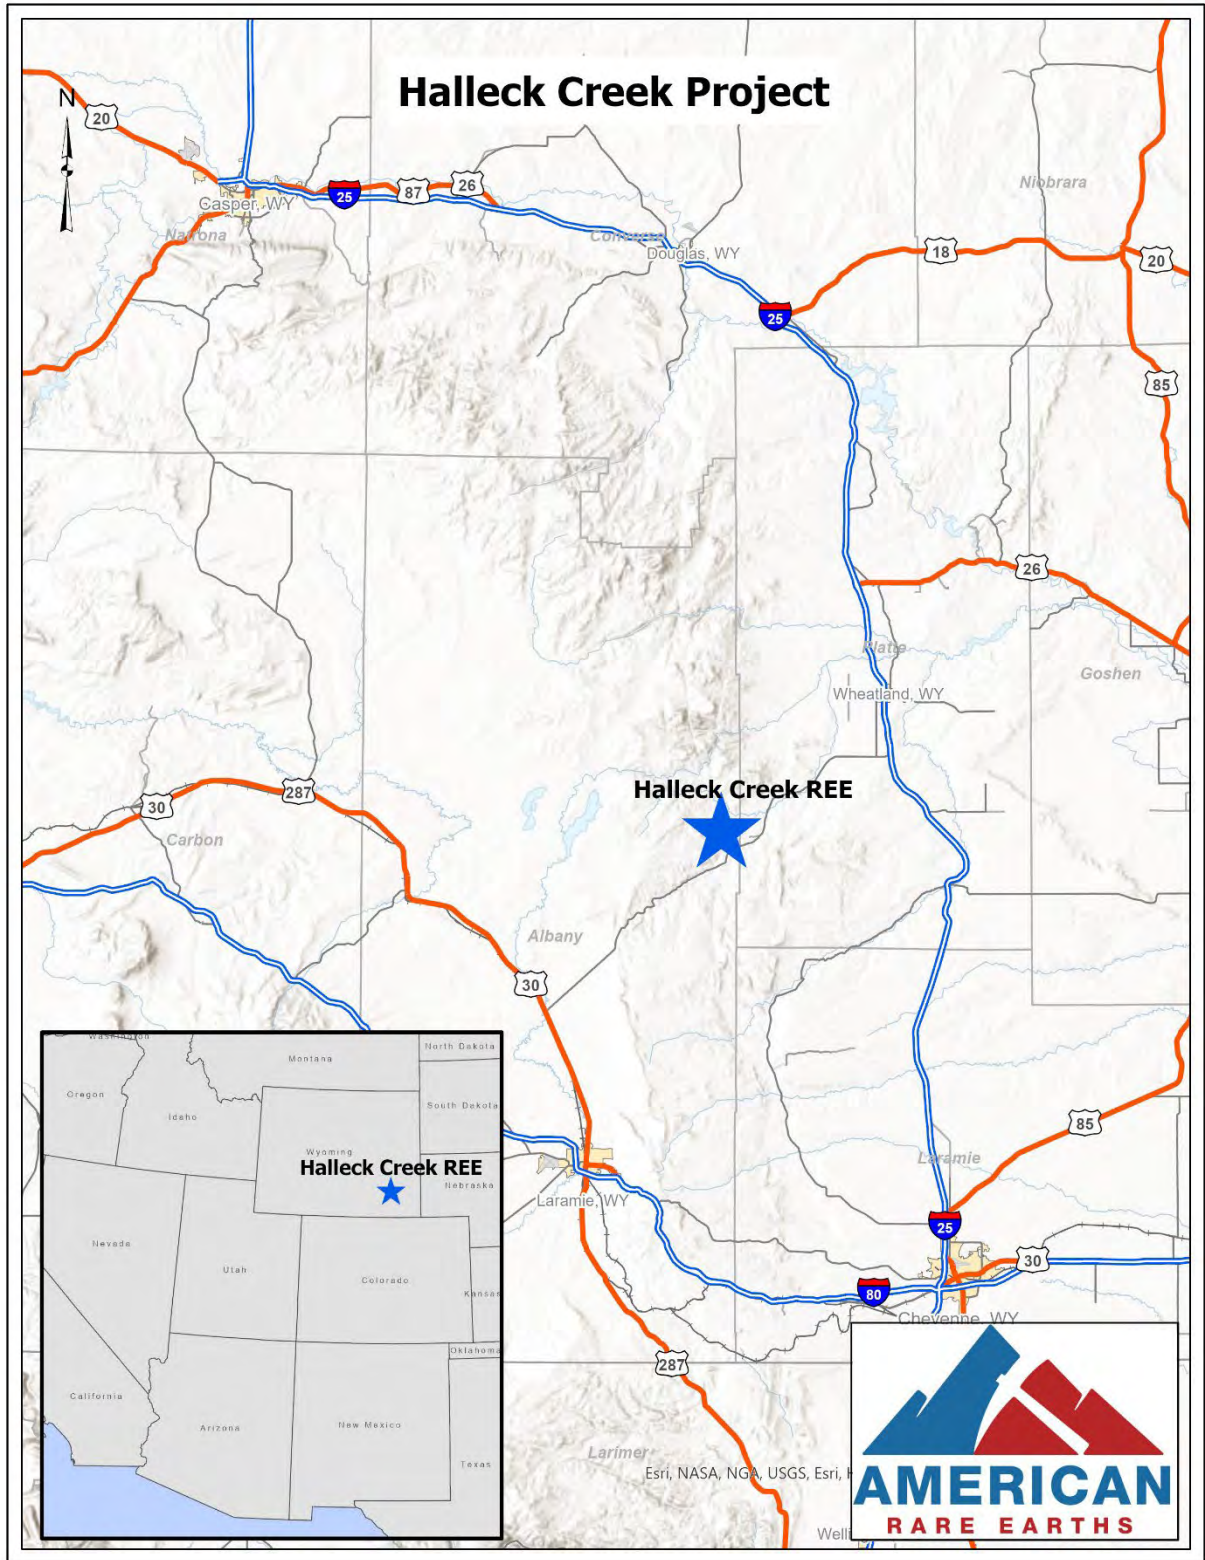 Halleck Creek Project
N
20
Casper, WY
Natrona
25
87
26
Converse
Douglas, WY
Niobrara
18
20
25
85
26
Platte
Wheatland, WY
Goshen
Halleck Creek REE
30
287
Carbon
Albany
30
85
Laramie
Laramie, WY
25
30
80
Cheyenne, WY
287
Larimer
Esri, NASA, NGA, USGS, Esri,
Washington
Montana
North Dakota
Oregon
Idaho
South Dakota
Wyoming
Halleck Creek REE
Nebraska
Nevada
Utah
Colorado
Kansas
Oklahoma
California
Arizona
New Mexico
Texas
AMERICAN
RARE EARTHS